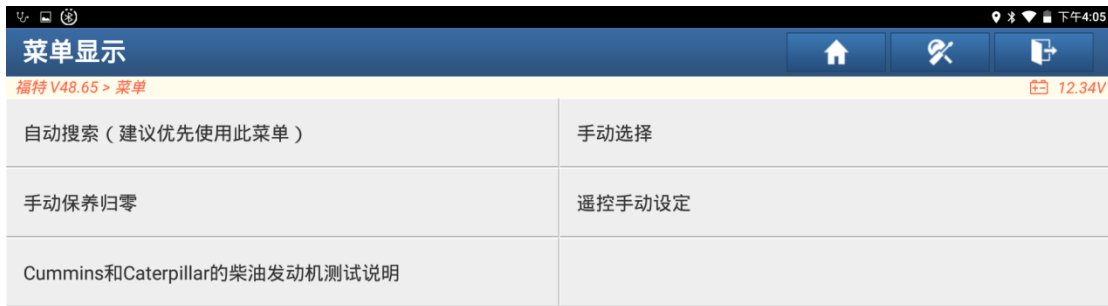 下午4:05
菜单显示
福特 V48.65 > 菜单
12.34V
自动搜索（建议优先使用此菜单）
手动选择
手动保养归零
遥控手动设定
Cummins和Caterpillar的柴油发动机测试说明